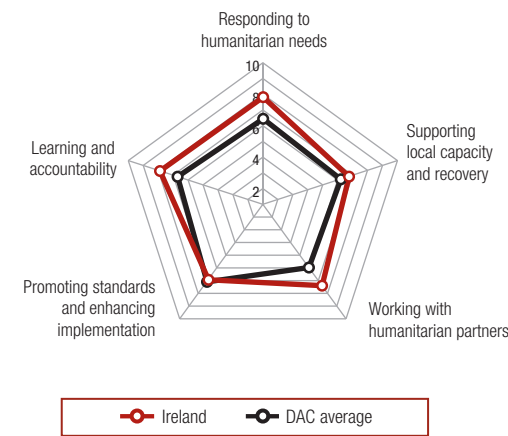 Responding to
humanitarian needs
10
8
6
4
2
Learning and
accountability
Supporting
local capacity
and recovery
Promoting standards
and enhancing
implementation
Working with
humanitarian partners
Ireland
DAC average